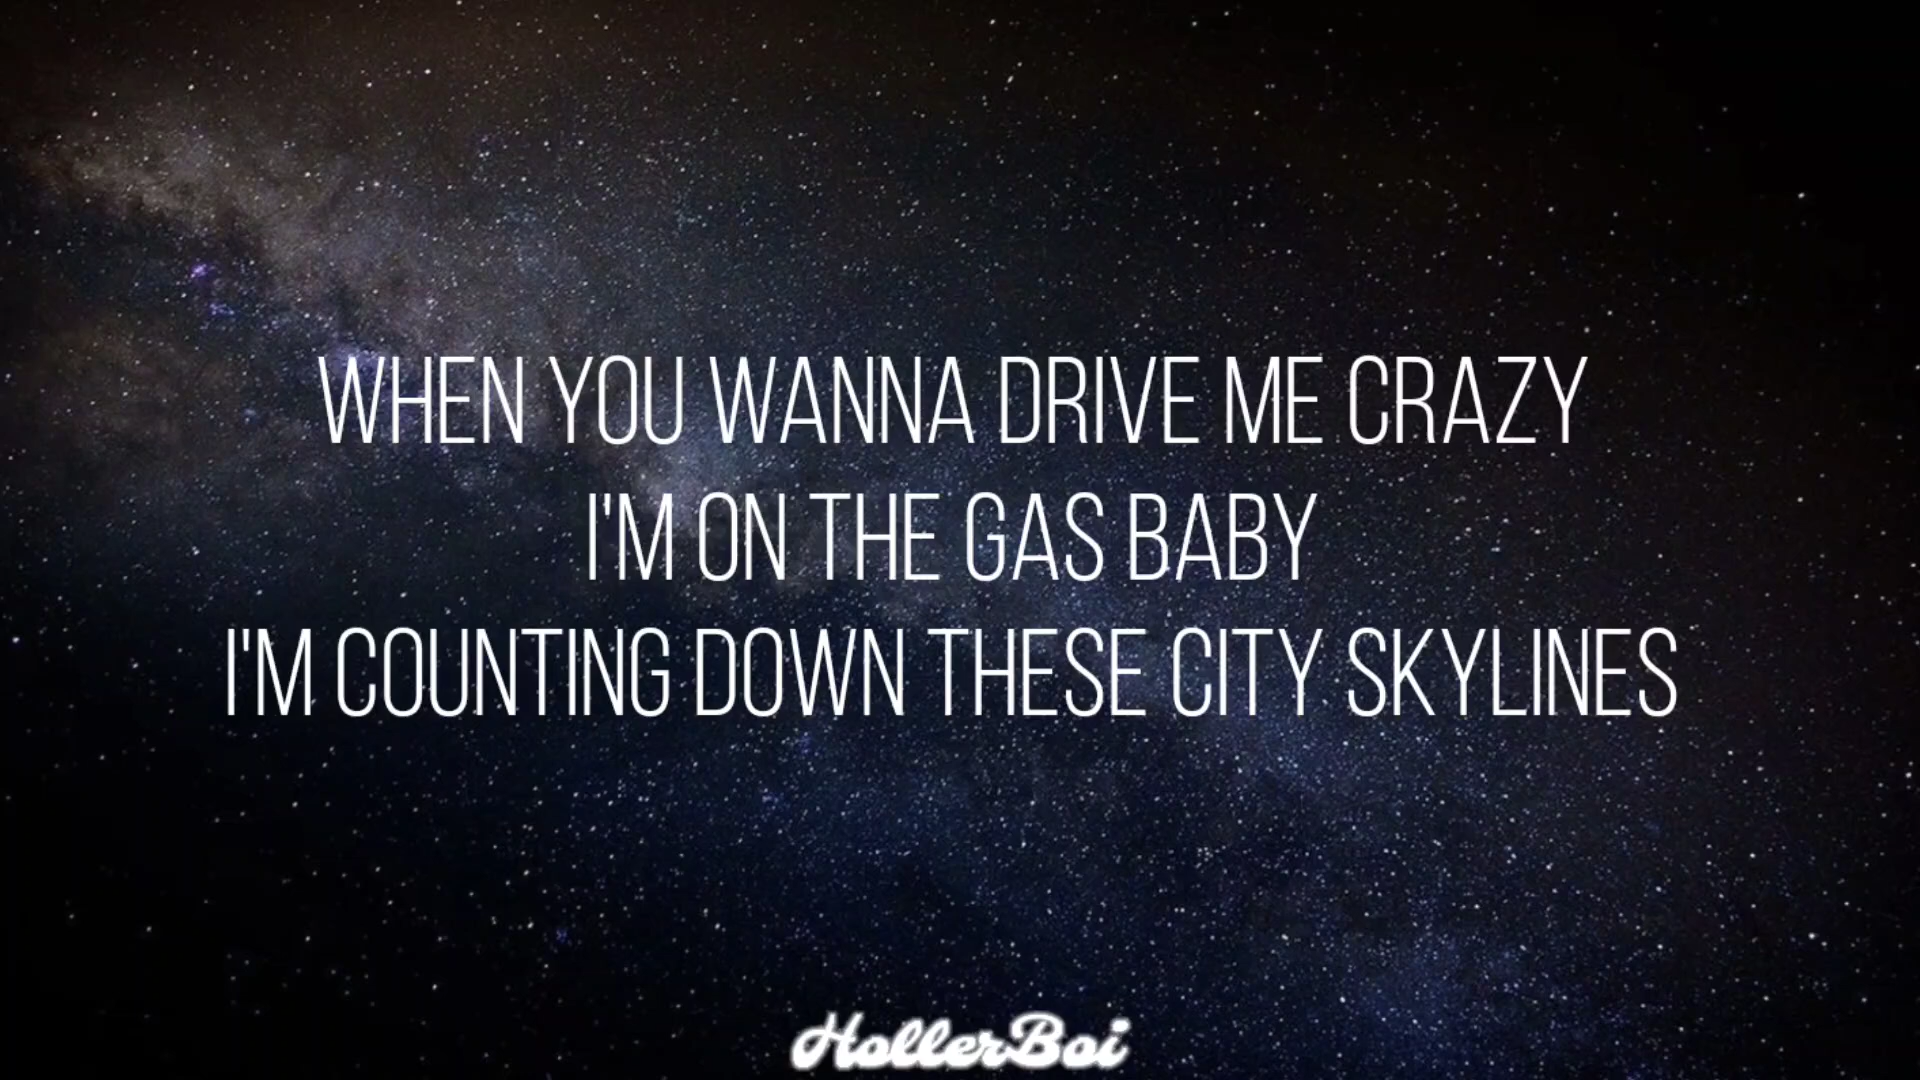 WHEN YOU WANNA DRIVE ME CRAZY
I'M ON THE GAS BABY
I'M COUNTING DOWN THESE CITY SKYLINES
HollerBoi